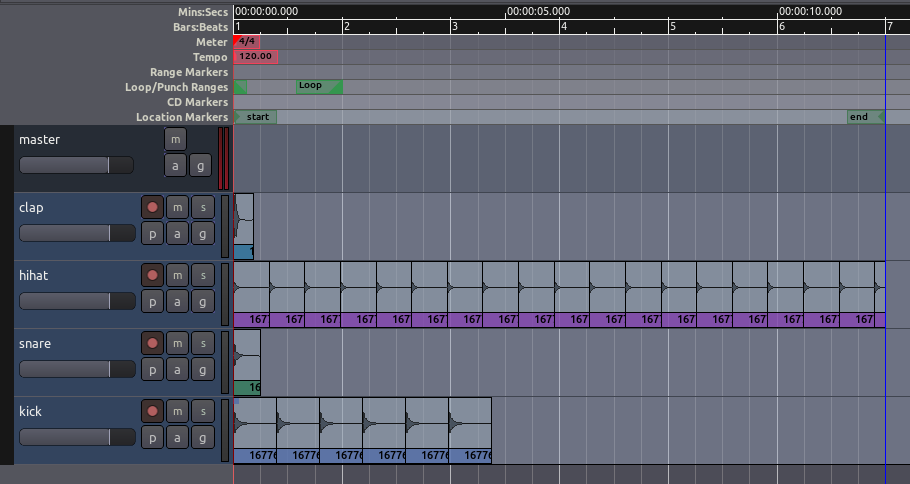 Mins:Secs 00:00:00.000 00:00:05.000 00:00:10.000
Bars:Beats 1 2 3 4 5 6 7
Meter 4/4
Tempo 120.00
Range Markers
Loop/Punch Ranges Loop
CD Markers
Location Markers start end
master m
a g
clap m s
p a g
1
hihat m s
p a g
167 167 167 167 167 167 167 167 167 167 167 167 167 167 167 167 167 167
snare m s
p a g
16
kick m s
p a g
1677 1677 1677 1677 1677 1677